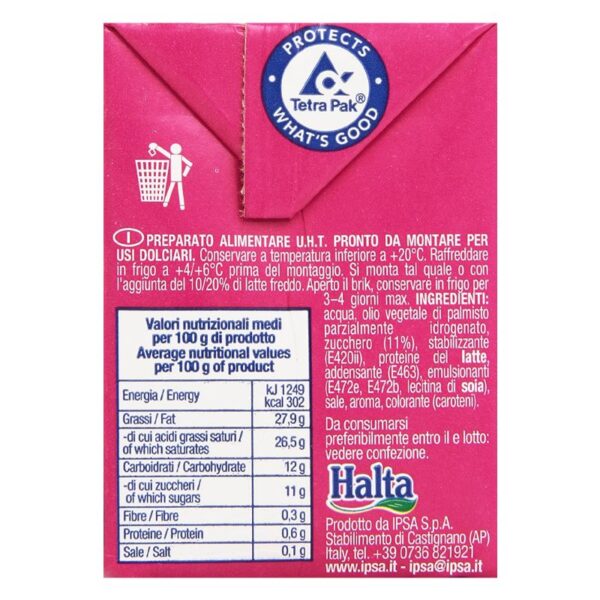 PROTECTS
Tetra Pak®
WHAT'S GOOD
I PREPARATO ALIMENTARE U.H.T. PRONTO DA MONTARE PER
USI DOLCIARI. Conservare a temperatura inferiore a +20°C. Raffreddare
in frigo a +4/+6°C prima del montaggio. Si monta tal quale o con
l'aggiunta del 10/20% di latte freddo. Aperto il brik, conservare in frigo per
3-4 giorni max. INGREDIENTI:
acqua, olio vegetale di palmisto
parzialmente idrogenato,
zucchero (11%), stabilizzante
(E420ii), proteine del latte,
addensante (E463), emulsionanti
(E472e, E472b, lecitina di soia),
sale, aroma, colorante (caroteni).
Da consumarsi
preferibilmente entro il e lotto:
vedere confezione.
Valori nutrizionali medi
per 100 g di prodotto
Average nutritional values
per 100 g of product
Energia / Energy kJ 1249
kcal 302
Grassi / Fat 27,9 g
-di cui acidi grassi saturi /
of which saturates 26,5 g
Carboidrati / Carbohydrate 12 g
-di cui zuccheri /
of which sugars 11 g
Fibre / Fibre 0,3 g
Proteine / Protein 0,6 g
Sale / Salt 0,1 g
Halta
Prodotto da IPSA S.p.A.
Stabilimento di Castignano (AP)
Italy, tel. +39 0736 821921
www.ipsa.it - ipsa@ipsa.it